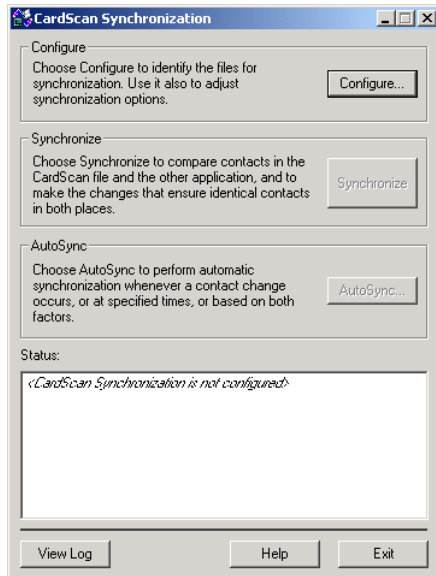 CardScan Synchronization
Configure
Choose Configure to identify the files for
synchronization. Use it also to adjust
synchronization options.
Configure...
Synchronize
Choose Synchronize to compare contacts in the
CardScan file and the other application, and to
make the changes that ensure identical contacts
in both places.
Synchronize
AutoSync
Choose AutoSync to perform automatic
synchronization whenever a contact change
occurs, or at specified times, or based on both
factors.
AutoSync...
Status:
<CardScan Synchronization is not configured>
View Log
Help
Exit